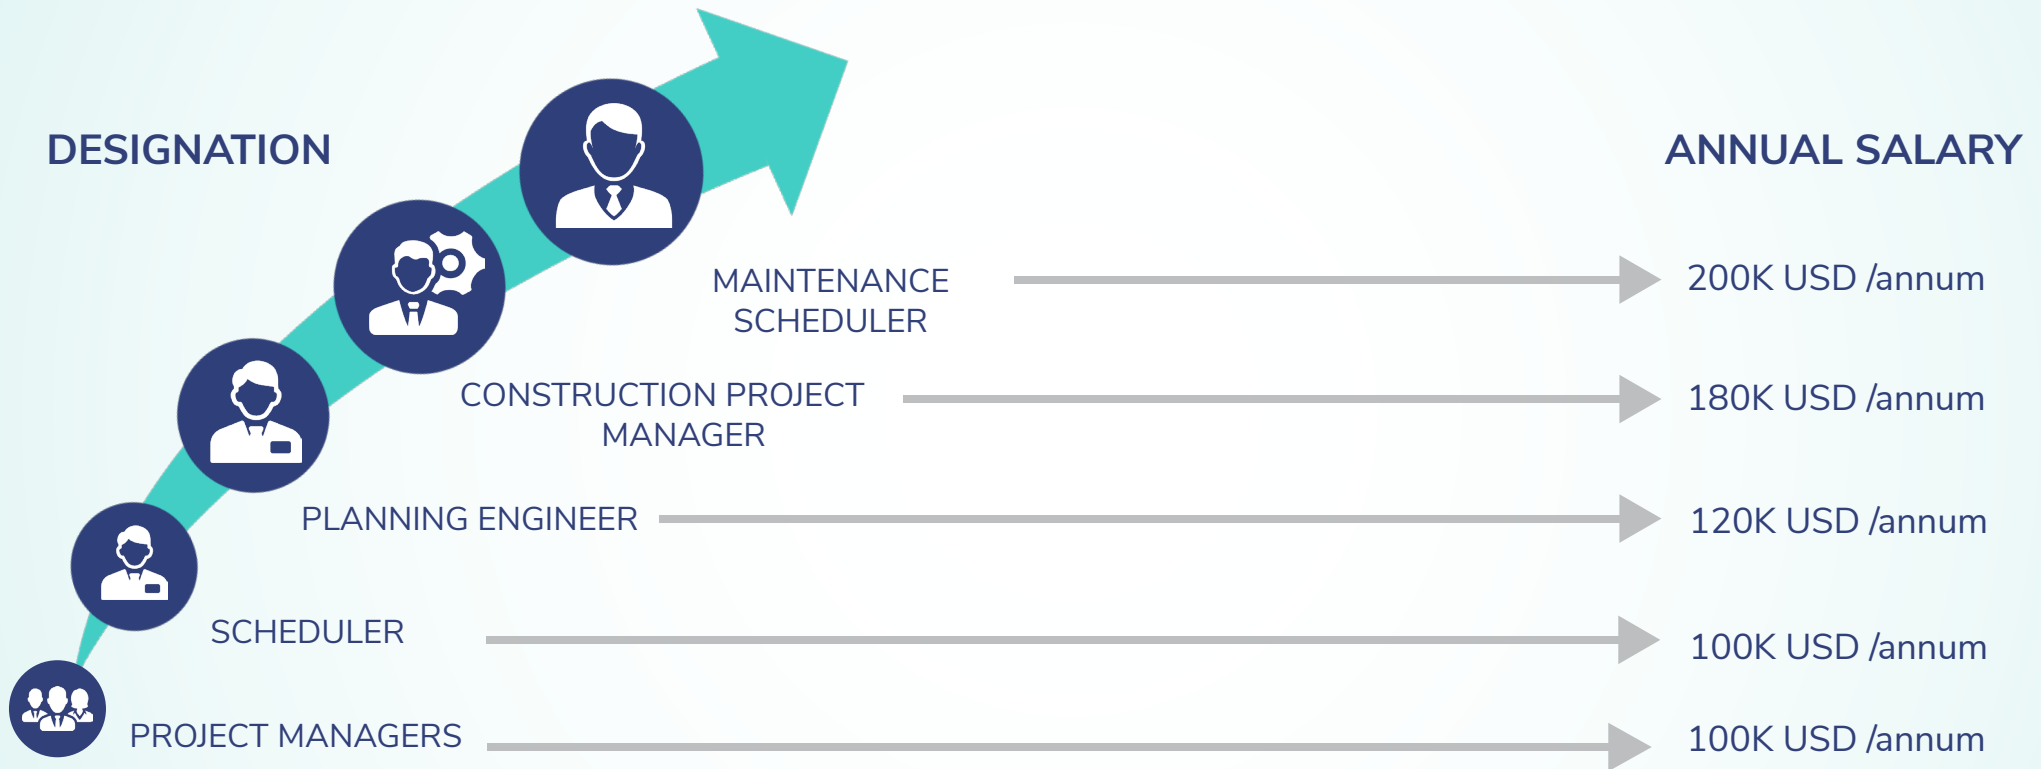 DESIGNATION
ANNUAL SALARY
MAINTENANCE
SCHEDULER
200K USD /annum
CONSTRUCTION PROJECT
MANAGER
180K USD /annum
PLANNING ENGINEER
120K USD /annum
SCHEDULER
100K USD /annum
PROJECT MANAGERS
100K USD /annum